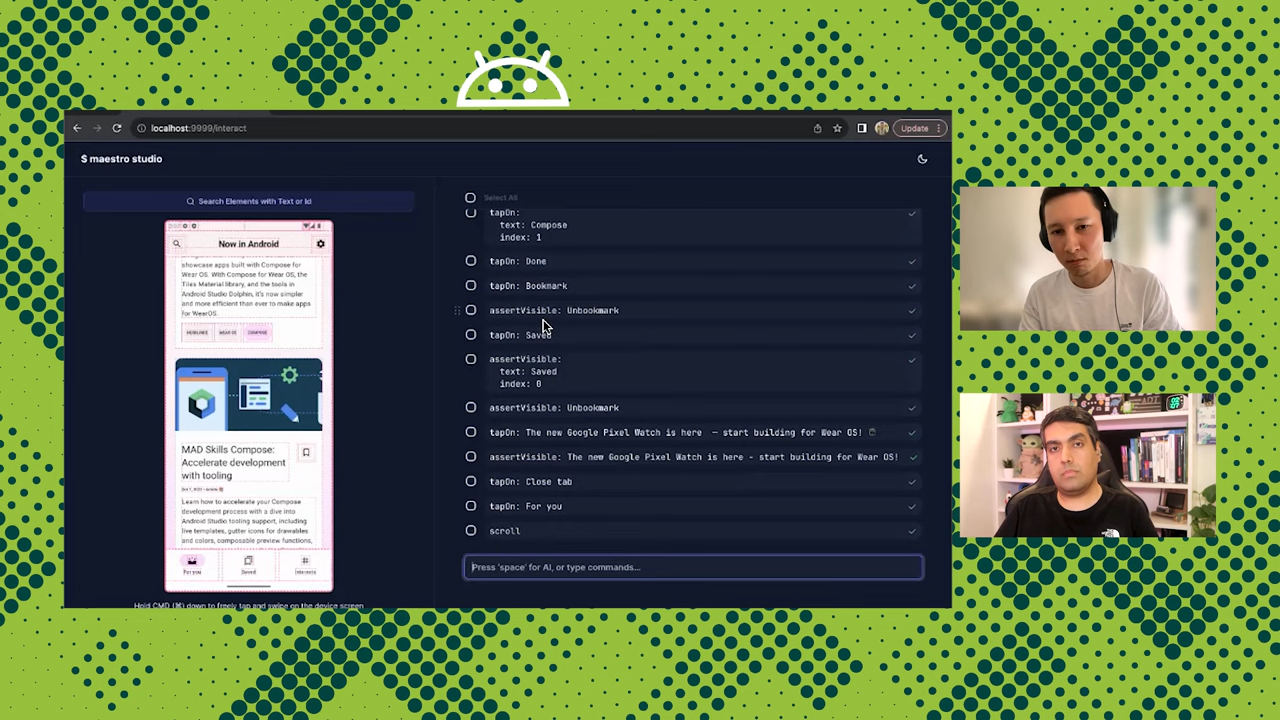 localhost:9999/interact
Update
$ maestro studio
Search Elements with Text or Id
Now in Android
showcase apps built with Compose for
Wear OS. With Compose for Wear OS, the
Tiles Material library, and the tools in
Android Studio Dolphin, it's now simpler
and more efficient than ever to make apps
for WearOS.
HEADLINES
WEAR OS
COMPOSE
MAD Skills Compose:
Accelerate development
with tooling
Learn how to accelerate your Compose
development process with a dive into
Android Studio tooling support, including
live templates, gutter icons for drawables
and colors, composable preview functions,
For you
Saved
Interests
Hold CMD (⌘) down to freely tap and swipe on the device screen
Select All
tapOn:
text: Compose
index: 1
tapOn: Done
tapOn: Bookmark
assertVisible: Unbookmark
tapOn: Saved
assertVisible:
text: Saved
index: 0
assertVisible: Unbookmark
tapOn: The new Google Pixel Watch is here  — start building for Wear OS!
assertVisible: The new Google Pixel Watch is here - start building for Wear OS!
tapOn: Close tab
tapOn: For you
scroll
Press 'space' for AI, or type commands...